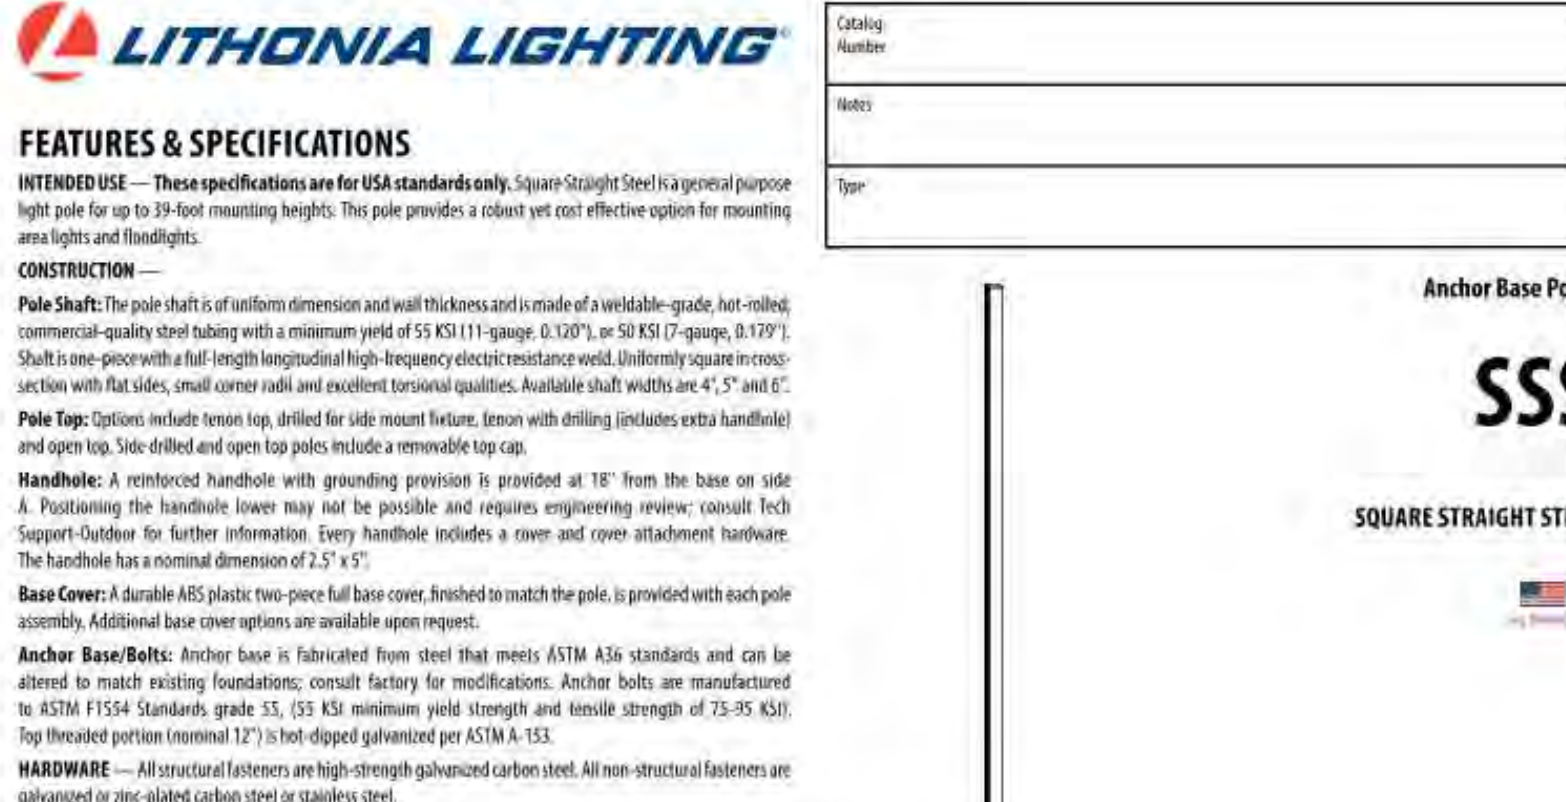 LITHONIA LIGHTING®
FEATURES & SPECIFICATIONS
INTENDED USE — These specifications are for USA standards only. Square Straight Steel is a general purpose
light pole for up to 39-foot mounting heights. This pole provides a robust yet cost effective option for mounting
area lights and floodlights.
CONSTRUCTION —
Pole Shaft: The pole shaft is of uniform dimension and wall thickness and is made of a weldable-grade, hot-rolled,
commercial-quality steel tubing with a minimum yield of 55 KSI (11-gauge, 0.120"), or 50 KSI (7-gauge, 0.179").
Shaft is one-piece with a full-length longitudinal high-frequency electric resistance weld. Uniformly square in cross-
section with flat sides, small corner radii and excellent torsional qualities. Available shaft widths are 4", 5" and 6".
Pole Top: Options include tenon top, drilled for side mount fixture, tenon with drilling (includes extra handhole)
and open top. Side drilled and open top poles include a removable top cap.
Handhole: A reinforced handhole with grounding provision is provided at 18" from the base on side
A. Positioning the handhole lower may not be possible and requires engineering review; consult Tech
Support-Outdoor for further information. Every handhole includes a cover and cover attachment hardware.
The handhole has a nominal dimension of 2.5" x 5".
Base Cover: A durable ABS plastic two-piece full base cover, finished to match the pole, is provided with each pole
assembly. Additional base cover options are available upon request.
Anchor Base/Bolts: Anchor base is fabricated from steel that meets ASTM A36 standards and can be
altered to match existing foundations; consult factory for modifications. Anchor bolts are manufactured
to ASTM F1554 Standards grade 55, (55 KSI minimum yield strength and tensile strength of 75-95 KSI).
Top threaded portion (nominal 12") is hot-dipped galvanized per ASTM A-153.
HARDWARE — All structural fasteners are high-strength galvanized carbon steel. All non-structural fasteners are
galvanized or zinc-plated carbon steel or stainless steel.
Catalog
Number
Notes
Type
Anchor Base Po
SSS
SQUARE STRAIGHT STE